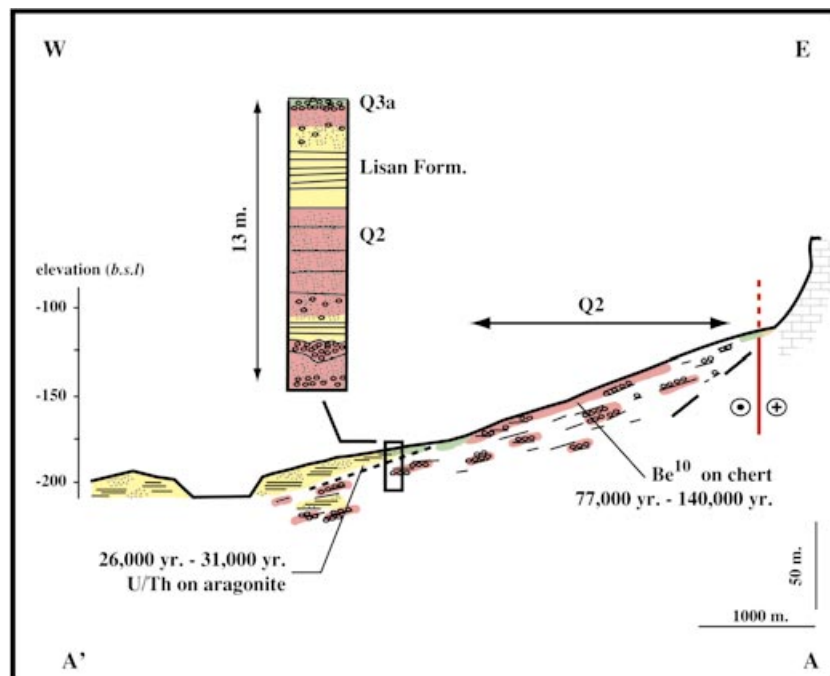 W
E
Q3a
Lisan Form.
13 m.
Q2
elevation (b.s.l)
-100
-150
-200
Q2
Be10 on chert
77,000 yr. - 140,000 yr.
26,000 yr. - 31,000 yr.
U/Th on aragonite
50 m.
1000 m.
A'
A